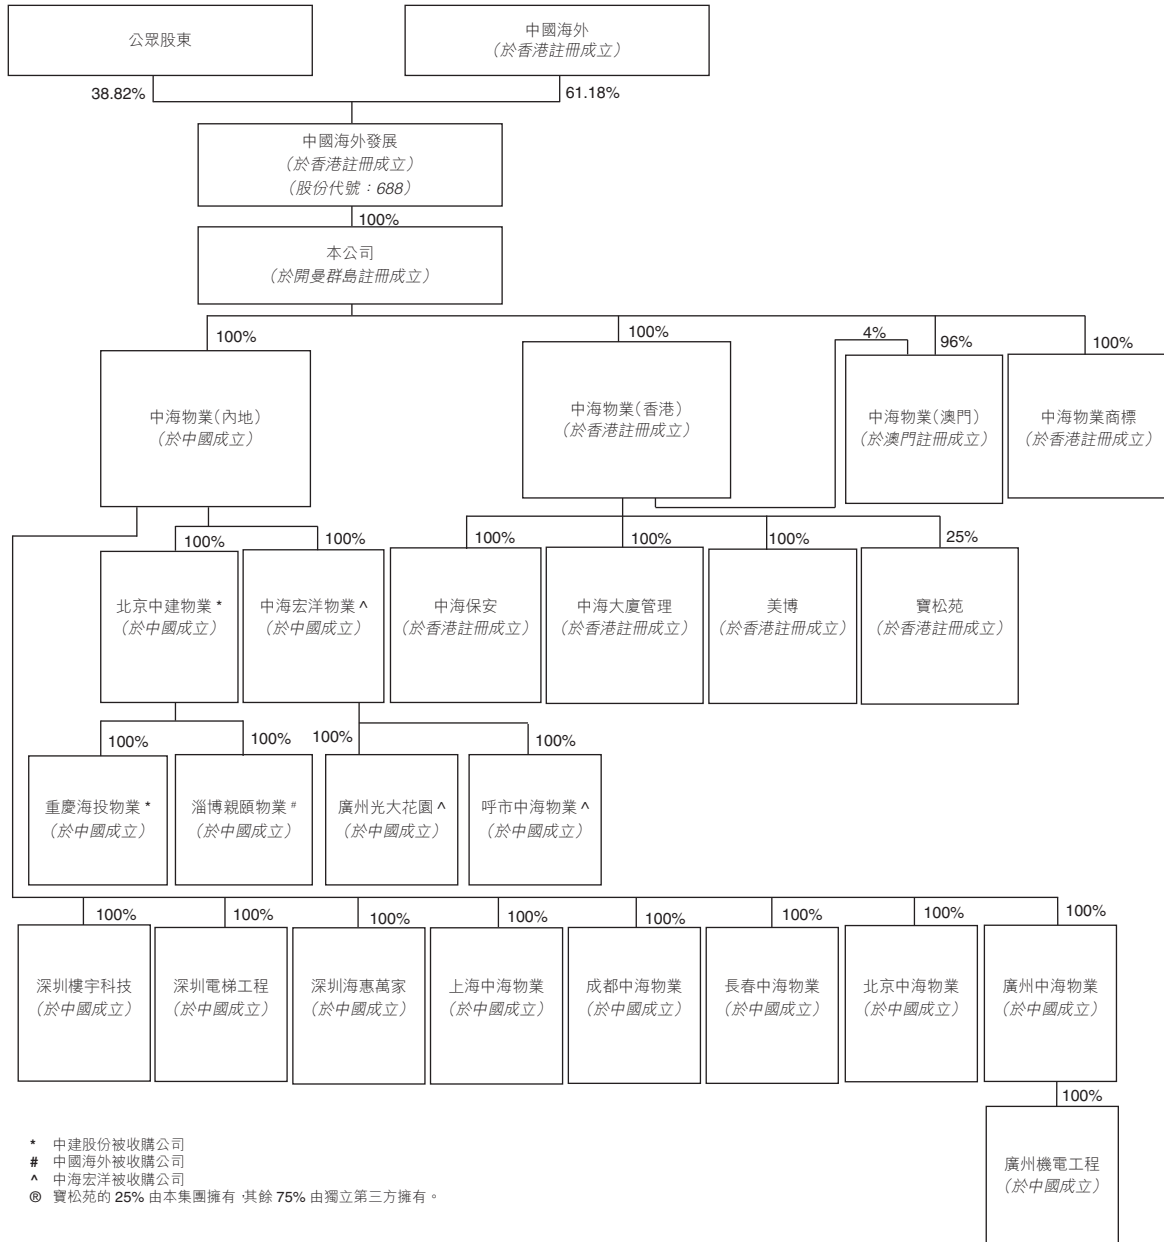 公眾股東
中國海外
（於香港註冊成立）
38.82%
61.18%
中國海外發展
（於香港註冊成立）
（股份代號：688）
100%
本公司
（於開曼群島註冊成立）
100%
100%
4%
96%
100%
中海物業（內地）
（於中國成立）
中海物業（香港）
（於香港註冊成立）
中海物業（澳門）
（於澳門註冊成立）
中海物業商標
（於香港註冊成立）
100%
100%
100%
100%
100%
25%
北京中建物業 *
（於中國成立）
中海宏洋物業 ^
（於中國成立）
中海保安
（於香港註冊成立）
中海大廈管理
（於香港註冊成立）
美博
（於香港註冊成立）
寶松苑
（於香港註冊成立）
100%
100%
100%
100%
重慶海投物業 *
（於中國成立）
淄博親頤物業 #
（於中國成立）
廣州光大花園 ^
（於中國成立）
呼市中海物業 ^
（於中國成立）
100%
100%
100%
100%
100%
100%
100%
100%
深圳樓宇科技
（於中國成立）
深圳電梯工程
（於中國成立）
深圳海惠萬家
（於中國成立）
上海中海物業
（於中國成立）
成都中海物業
（於中國成立）
長春中海物業
（於中國成立）
北京中海物業
（於中國成立）
廣州中海物業
（於中國成立）
100%
廣州機電工程
（於中國成立）
* 中建股份被收購公司
# 中國海外被收購公司
^ 中海宏洋被收購公司
® 寶松苑的 25% 由本集團擁有，其餘 75% 由獨立第三方擁有。